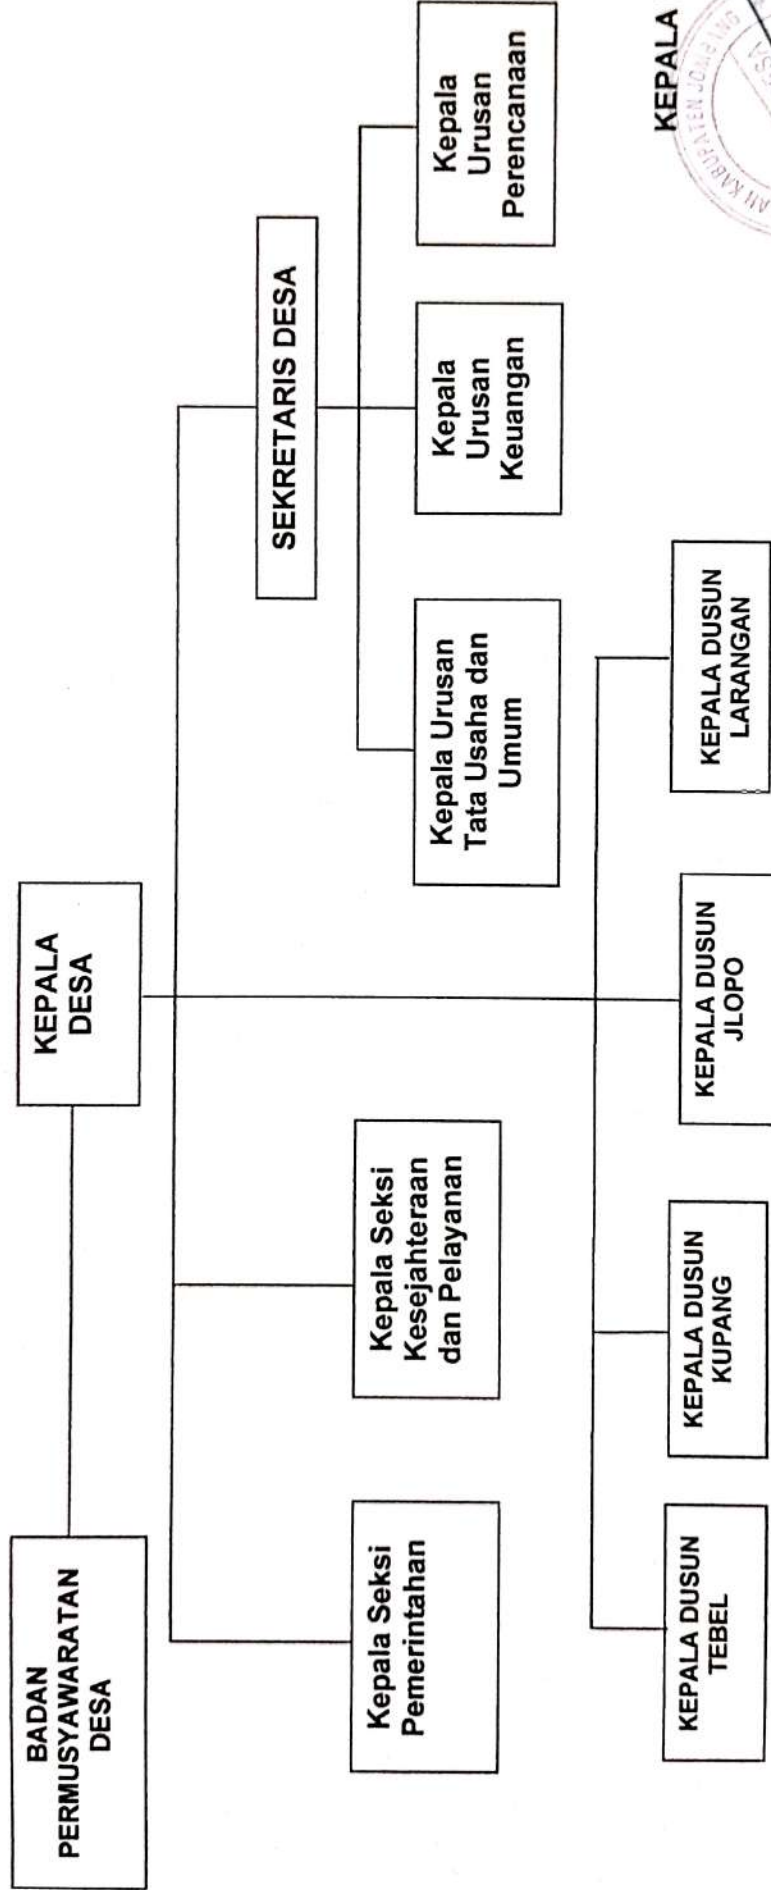 BADAN
PERMUSYAWARATAN
DESA
KEPALA
DESA
SEKRETARIS DESA
Kepala Seksi
Pemerintahan
Kepala Seksi
Kesejahteraan
dan Pelayanan
Kepala Urusan
Tata Usaha dan
Umum
Kepala
Urusan
Keuangan
Kepala
Urusan
Perencanaan
KEPALA DUSUN
TEBEL
KEPALA DUSUN
KUPANG
KEPALA DUSUN
JLOPO
KEPALA DUSUN
LARANGAN
KEPALA
KABUPATEN JOMBANG